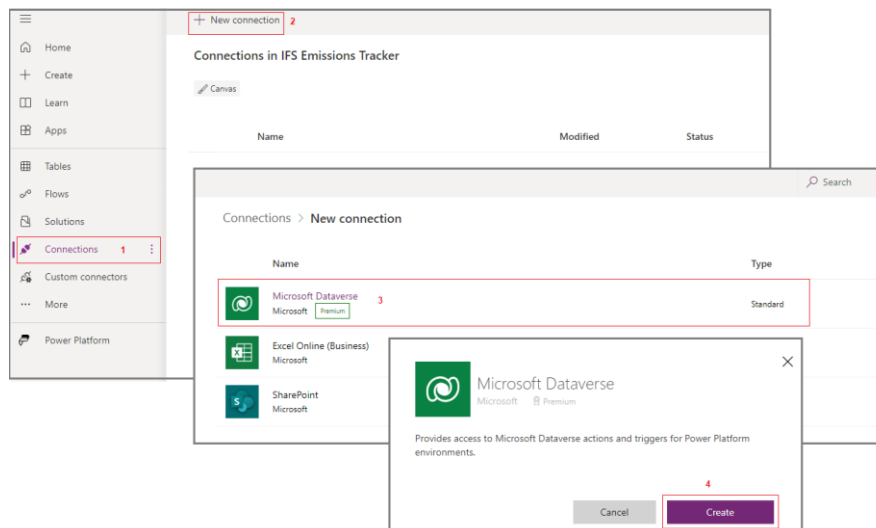 + New connection 2
Home
Create
Learn
Apps
Tables
Flows
Solutions
Connections 1
Custom connectors
More
Power Platform
Connections in IFS Emissions Tracker
Canvas
Name Modified Status
Search
Connections > New connection
Name Type
Microsoft Dataverse 3
Microsoft Premium Standard
Excel Online (Business)
Microsoft
SharePoint
Microsoft
Microsoft Dataverse
Microsoft Premium
Provides access to Microsoft Dataverse actions and triggers for Power Platform
environments.
4
Cancel Create